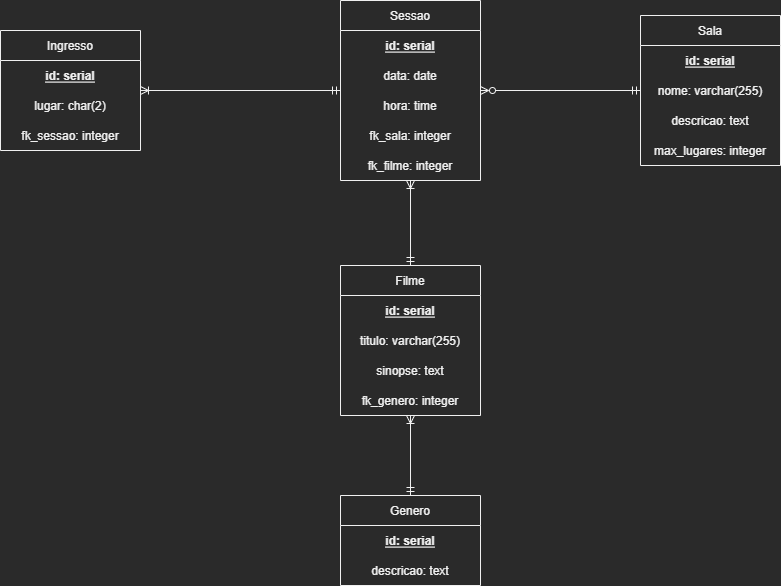 Ingresso
id: serial
lugar: char(2)
fk_sessao: integer
Sessao
id: serial
data: date
hora: time
fk_sala: integer
fk_filme: integer
Sala
id: serial
nome: varchar(255)
descricao: text
max_lugares: integer
Filme
id: serial
titulo: varchar(255)
sinopse: text
fk_genero: integer
Genero
id: serial
descricao: text